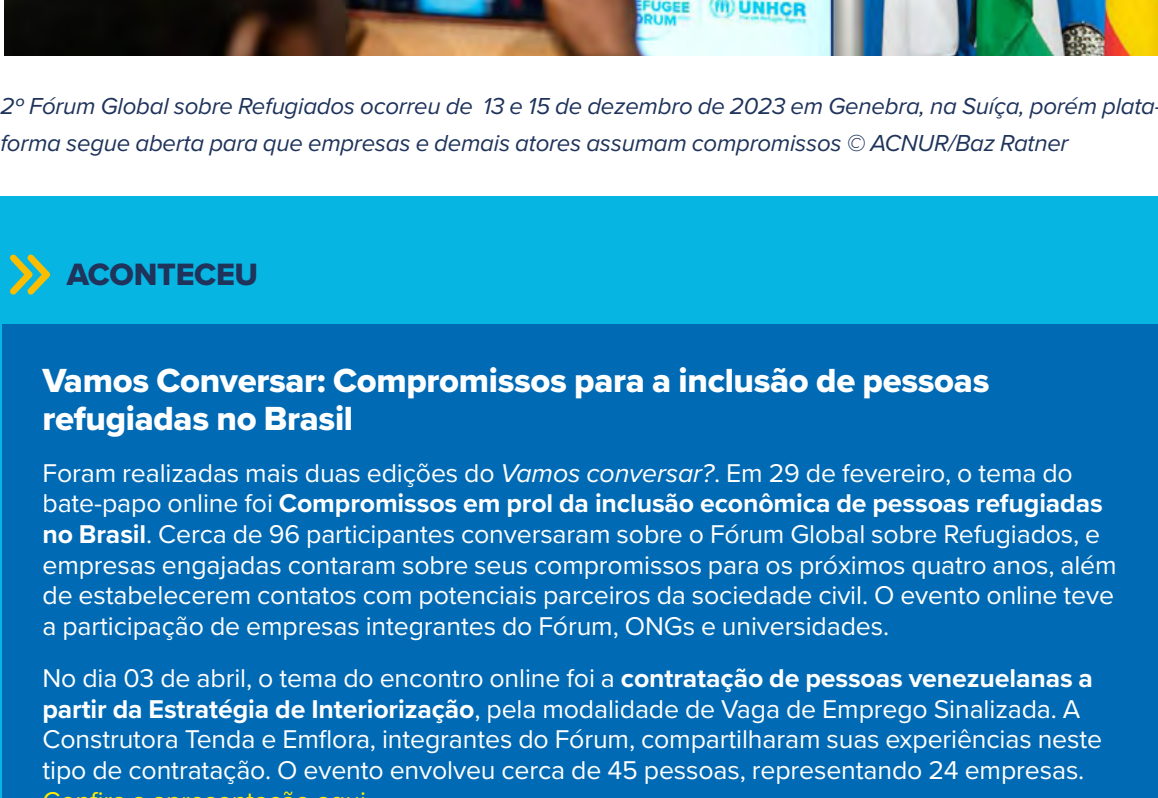 REFUGEE
FORUM
UNHCR
2º Fórum Global sobre Refugiados ocorreu de 13 e 15 de dezembro de 2023 em Genebra, na Suíça, porém plata-
forma segue aberta para que empresas e demais atores assumam compromissos © ACNUR/Baz Ratner
ACONTECEU
Vamos Conversar: Compromissos para a inclusão de pessoas
refugiadas no Brasil
Foram realizadas mais duas edições do Vamos conversar?. Em 29 de fevereiro, o tema do
bate-papo online foi Compromissos em prol da inclusão econômica de pessoas refugiadas
no Brasil. Cerca de 96 participantes conversaram sobre o Fórum Global sobre Refugiados, e
empresas engajadas contaram sobre seus compromissos para os próximos quatro anos, além
de estabelecerem contatos com potenciais parceiros da sociedade civil. O evento online teve
a participação de empresas integrantes do Fórum, ONGs e universidades.
No dia 03 de abril, o tema do encontro online foi a contratação de pessoas venezuelanas a
partir da Estratégia de Interiorização, pela modalidade de Vaga de Emprego Sinalizada. A
Construtora Tenda e Emflora, integrantes do Fórum, compartilharam suas experiências neste
tipo de contratação. O evento envolveu cerca de 45 pessoas, representando 24 empresas.
Confira a apresentação aqui